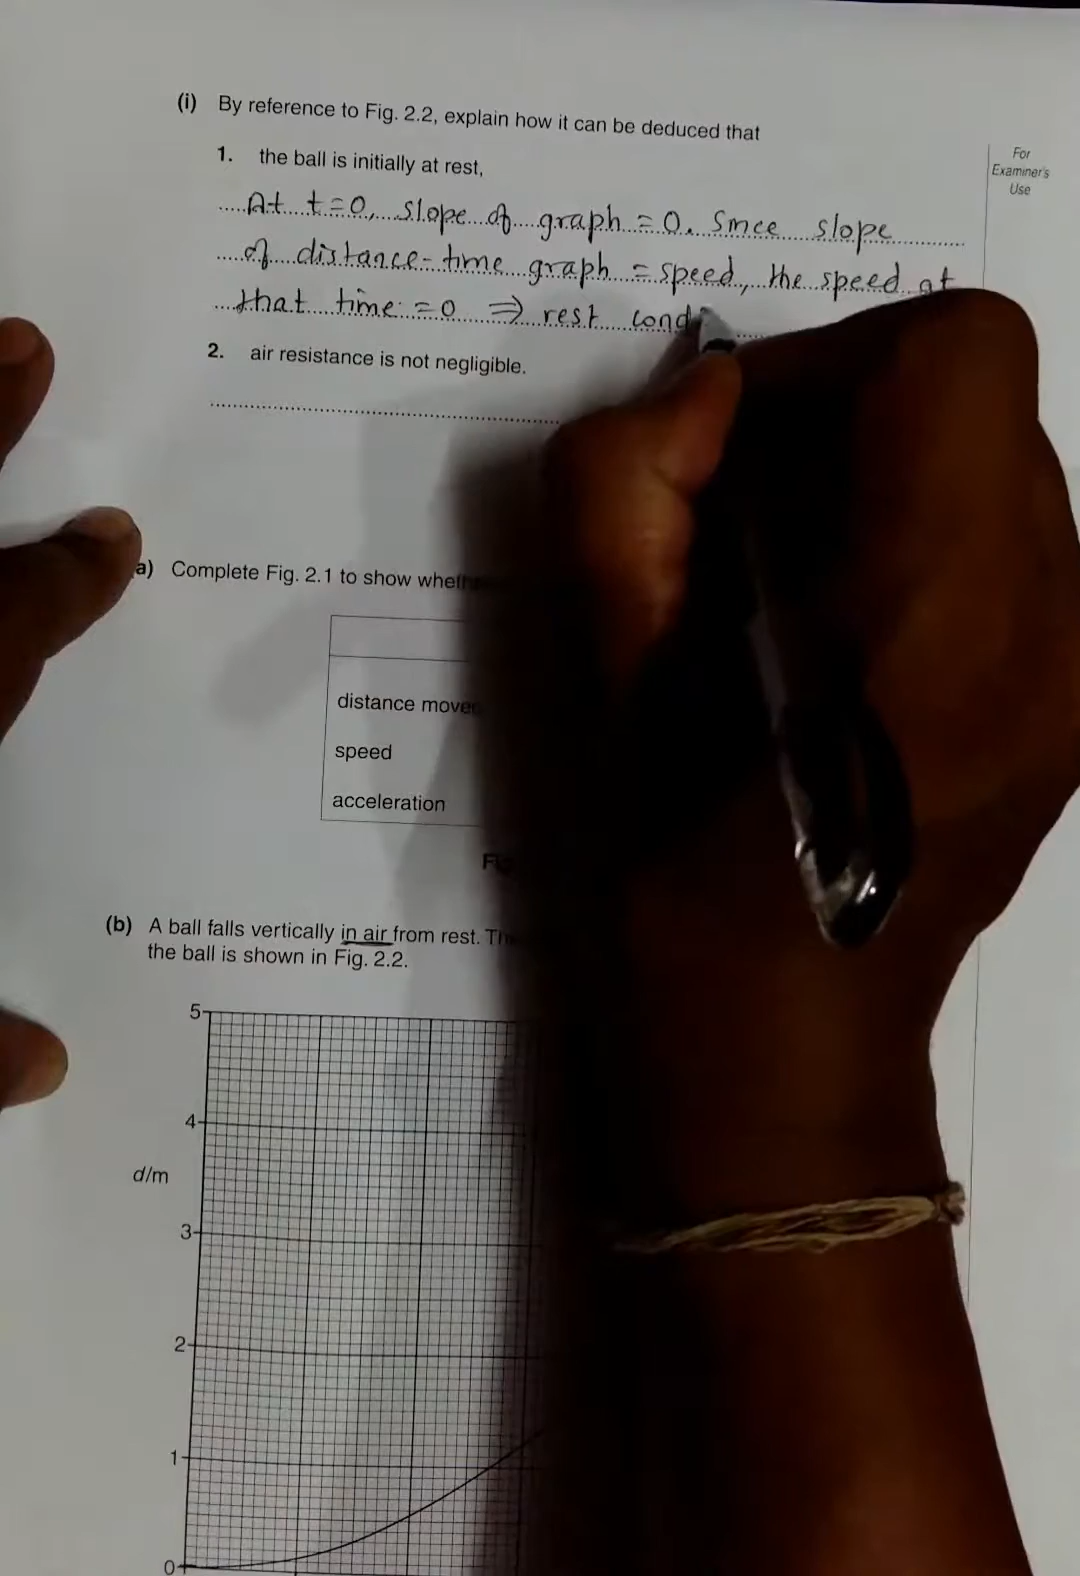 (i) By reference to Fig. 2.2, explain how it can be deduced that
For
Examiner's
Use
1. the ball is initially at rest,
At t=0, slope of graph = 0. Since slope
of distance-time graph = speed, the speed at
that time = 0 ⇒ rest cond
2. air resistance is not negligible.
a) Complete Fig. 2.1 to show
distance move
speed
acceleration
(b) A ball falls vertically in air from rest.
the ball is shown in Fig. 2.2.
5
4
d/m
3
2
1
0